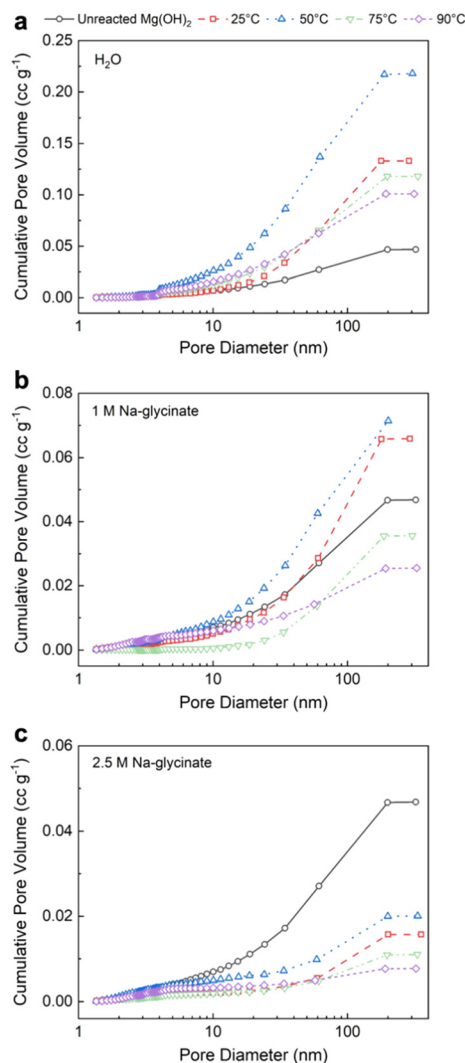 a
Unreacted Mg(OH)₂ 25°C 50°C 75°C 90°C
H₂O
Cumulative Pore Volume (cc g⁻¹)
0.25
0.20
0.15
0.10
0.05
0.00
1 10 100
Pore Diameter (nm)
b
1 M Na-glycinate
Cumulative Pore Volume (cc g⁻¹)
0.08
0.06
0.04
0.02
0.00
1 10 100
Pore Diameter (nm)
c
2.5 M Na-glycinate
Cumulative Pore Volume (cc g⁻¹)
0.06
0.04
0.02
0.00
1 10 100
Pore Diameter (nm)